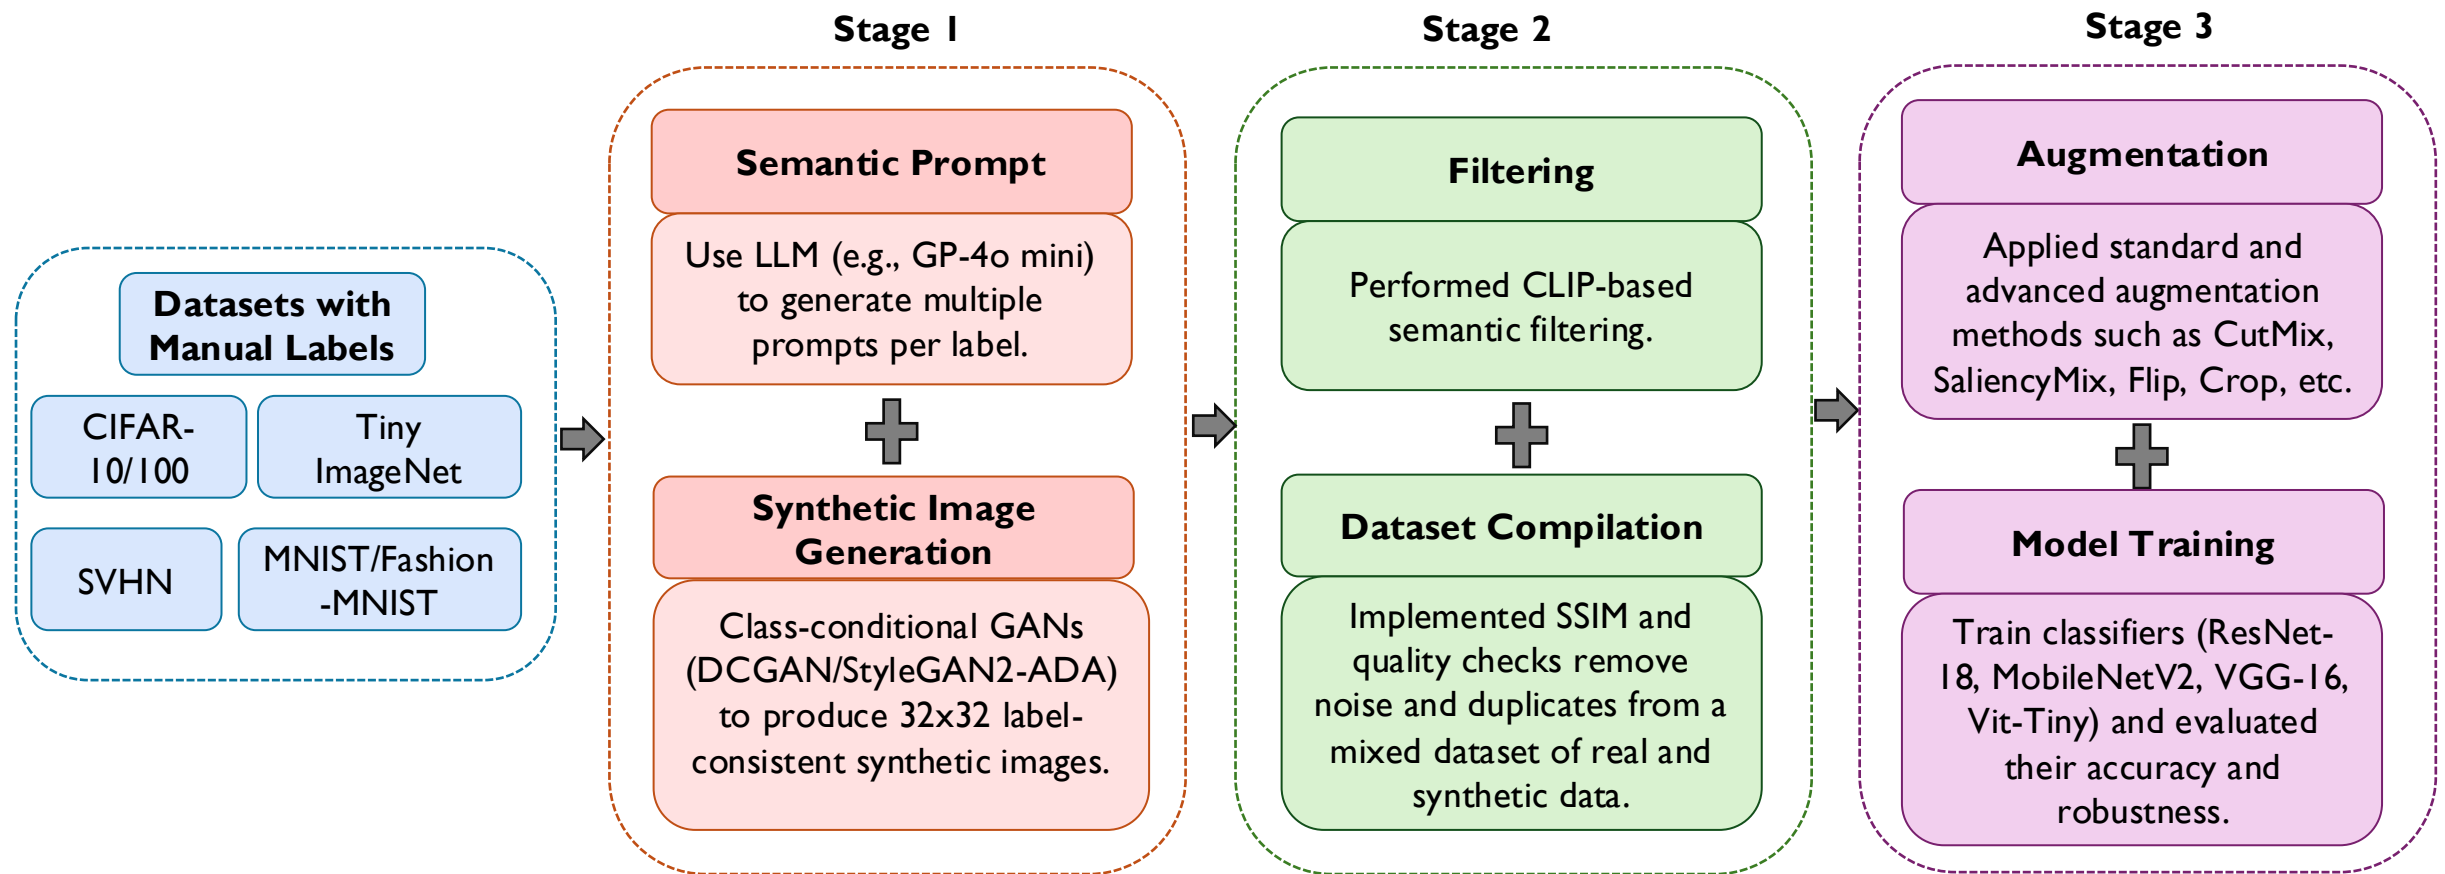 Datasets with
Manual Labels
CIFAR-
10/100
Tiny
ImageNet
SVHN
MNIST/Fashion
-MNIST
Stage 1
Semantic Prompt
Use LLM (e.g., GP-4o mini)
to generate multiple
prompts per label.
Synthetic Image
Generation
Class-conditional GANs
(DCGAN/StyleGAN2-ADA)
to produce 32x32 label-
consistent synthetic images.
Stage 2
Filtering
Performed CLIP-based
semantic filtering.
Dataset Compilation
Implemented SSIM and
quality checks remove
noise and duplicates from a
mixed dataset of real and
synthetic data.
Stage 3
Augmentation
Applied standard and
advanced augmentation
methods such as CutMix,
SaliencyMix, Flip, Crop, etc.
Model Training
Train classifiers (ResNet-
18, MobileNetV2, VGG-16,
Vit-Tiny) and evaluated
their accuracy and
robustness.